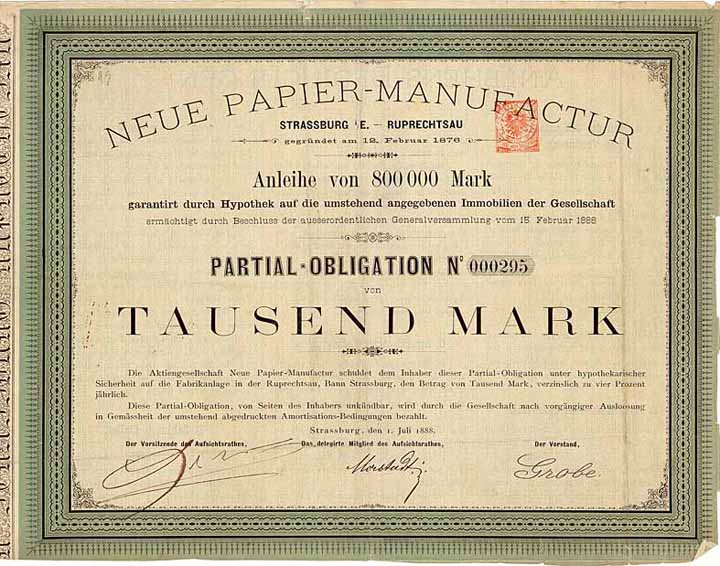 NEUE PAPIER-MANUFACTUR
STRASSBURG i/E. – RUPRECHTSAU
gegründet am 12. Februar 1876
Anleihe von 800 000 Mark
garantirt durch Hypothek auf die umstehend angegebenen Immobilien der Gesellschaft
ermächtigt durch Beschluss der ausserordentlichen Generalversammlung vom 15 Februar 1888
PARTIAL-OBLIGATION No 000295
von
TAUSEND MARK
Die Aktiengesellschaft Neue Papier-Manufactur schuldet dem Inhaber dieser Partial-Obligation unter hypothekarischer
Sicherheit auf die Fabrikanlage in der Ruprechtsau, Bann Strassburg, den Betrag von Tausend Mark, verzinslich zu vier Prozent
jährlich.
Diese Partial-Obligation, von Seiten des Inhabers unkündbar, wird durch die Gesellschaft nach vorgängiger Ausloosung
in Gemässheit der umstehend abgedruckten Amortisations-Bedingungen bezahlt.
Strassburg, den 1. Juli 1888.
Der Vorsitzende des Aufsichtsrathes, Das delegirte Mitglied des Aufsichtsrathes, Der Vorstand,
Morstadt Grobe.